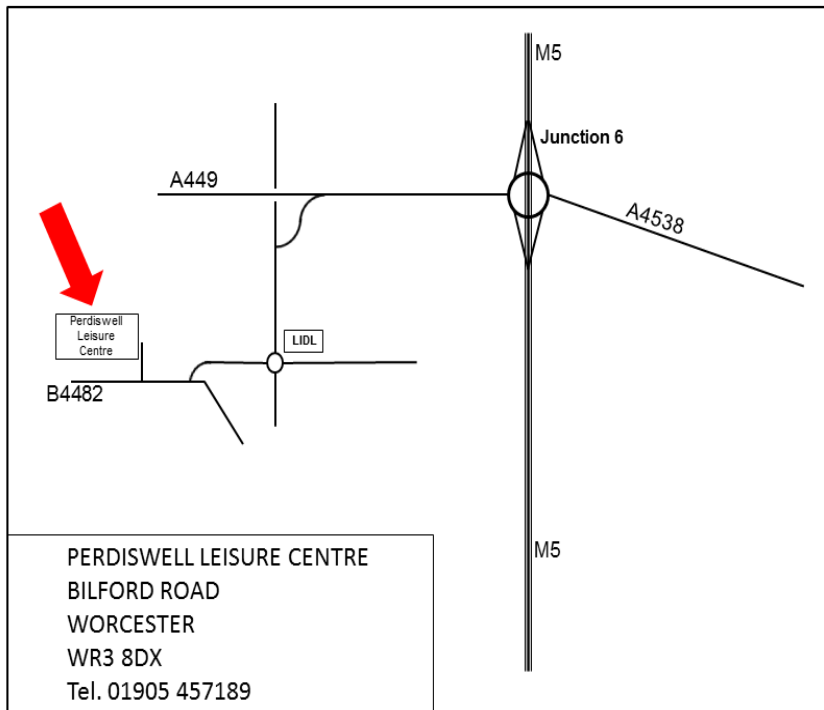 M5
Junction 6
A449
A4538
Perdiswell
Leisure
Centre
LIDL
B4482
M5
PERDISWELL LEISURE CENTRE
BILFORD ROAD
WORCESTER
WR3 8DX
Tel. 01905 457189